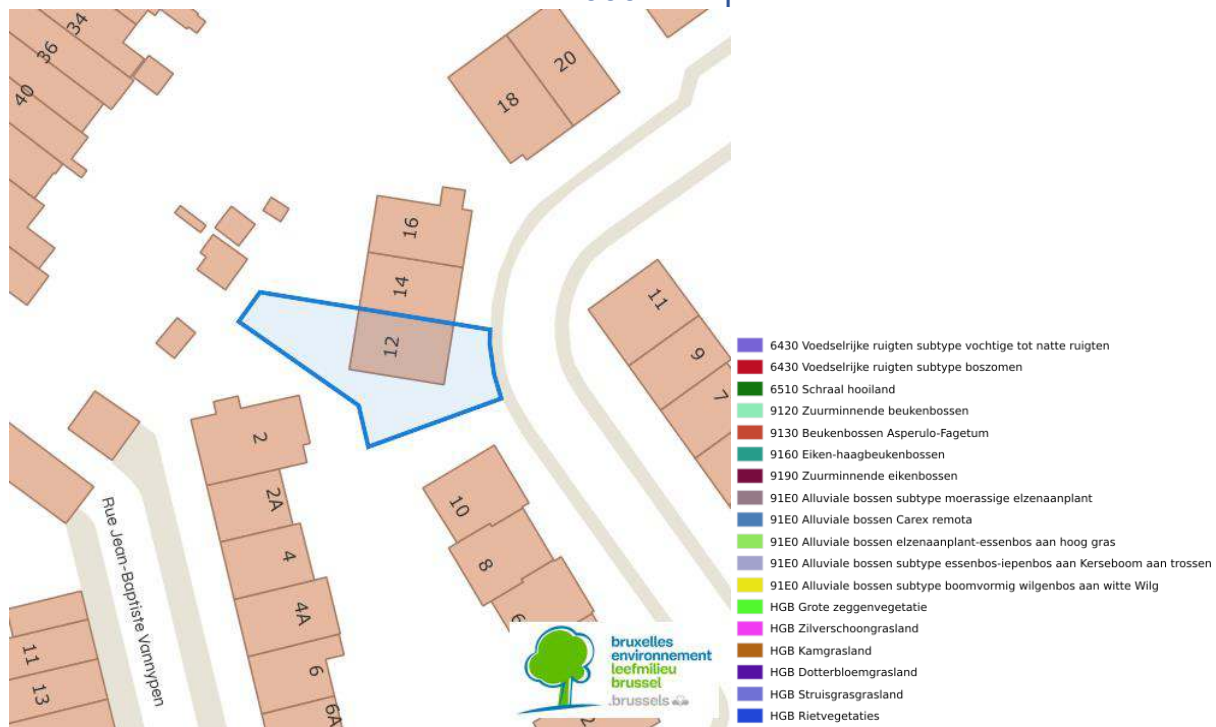 34
36
40
20
18
16
14
12
11
9
7
2
2A
4
4A
6
6A
10
8
11
13
Rue Jean-Baptiste Vannypen
bruxelles
environnement
leefmilieu
brussel
.brussels
6430 Voedselrijke ruigten subtype vochtige tot natte ruigten
6430 Voedselrijke ruigten subtype boszomen
6510 Schraal hooiland
9120 Zuurminnende beukenbossen
9130 Beukenbossen Asperulo-Fagetum
9160 Eiken-haagbeukenbossen
9190 Zuurminnende eikenbossen
91E0 Alluviale bossen subtype moerassige elzenaanplant
91E0 Alluviale bossen Carex remota
91E0 Alluviale bossen elzenaanplant-essenbos aan hoog gras
91E0 Alluviale bossen subtype essenbos-iepenbos aan Kerseboom aan trossen
91E0 Alluviale bossen subtype boomvormig wilgenbos aan witte Wilg
HGB Grote zeggenvegetatie
HGB Zilverschoongrasland
HGB Kamgrasland
HGB Dotterbloemgrasland
HGB Struisgrasgrasland
HGB Rietvegetaties